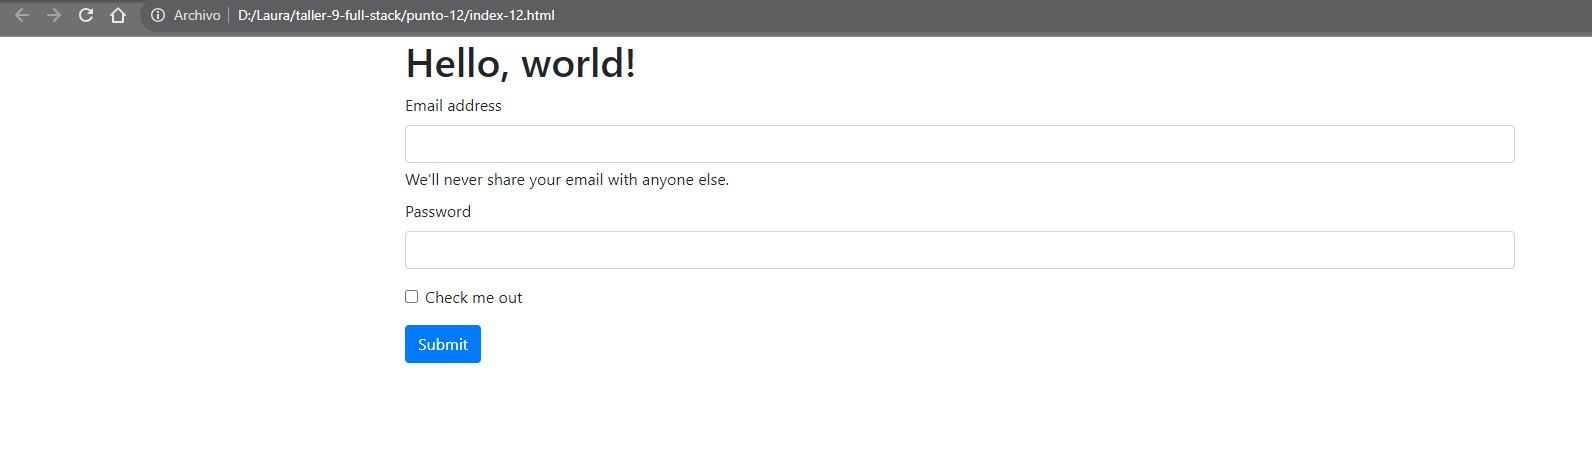 Archivo D:/Laura/taller-9-full-stack/punto-12/index-12.html
Hello, world!
Email address
We'll never share your email with anyone else.
Password
Check me out
Submit